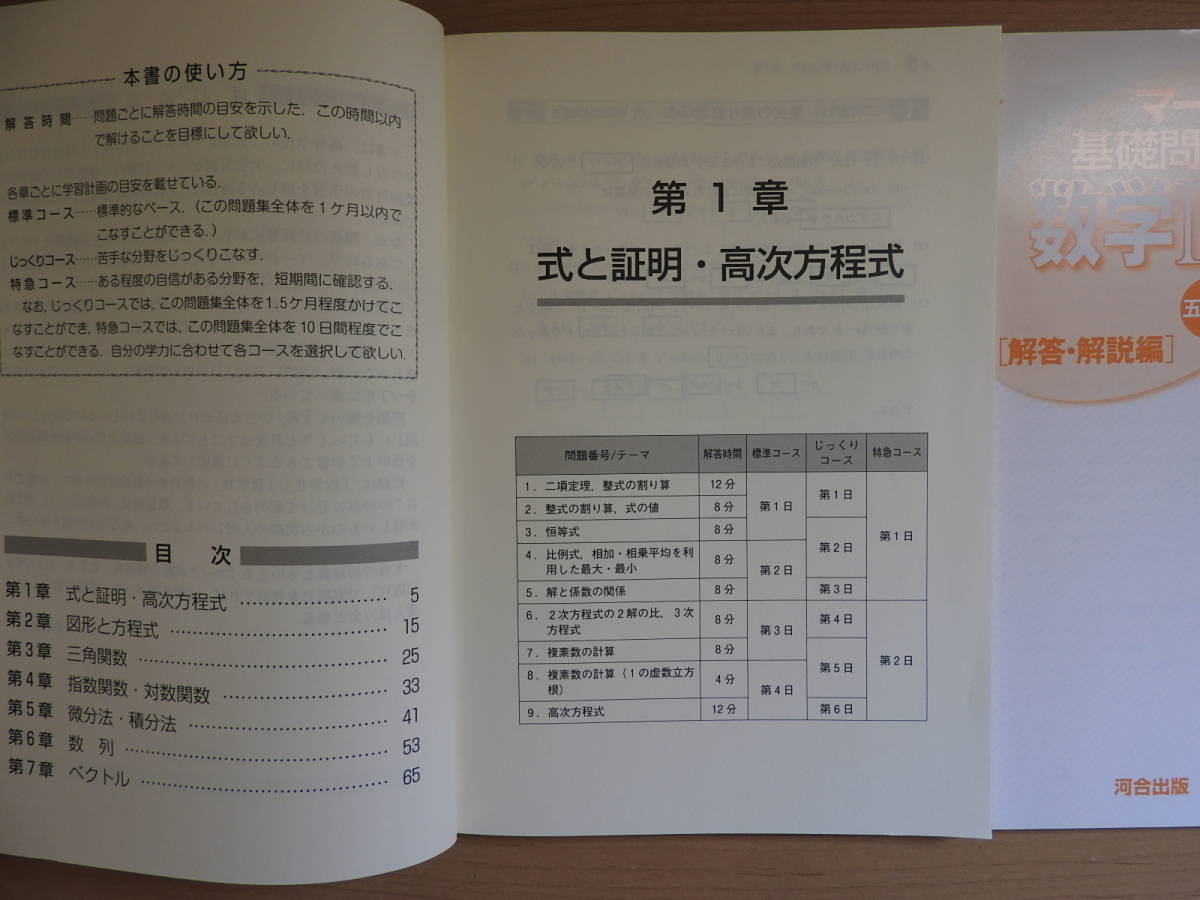 本書の使い方
解答時間……問題ごとに解答時間の目安を示した．この時間以内
で解けることを目標にして欲しい．
各章ごとに学習計画の目安を載せている．
標準コース……標準的なペース．（この問題集全体を１ケ月以内で
こなすことができる．）
じっくりコース……苦手な分野をじっくりこなす．
特急コース……ある程度の自信がある分野を，短期間に確認する．
なお，じっくりコースでは，この問題集全体を1.5ケ月程度かけてこ
なすことができ，特急コースでは，この問題集全体を10日間程度でこ
なすことができる．自分の学力に合わせて各コースを選択して欲しい．
目　次
第1章　式と証明・高次方程式 …………………… 5
第2章　図形と方程式 …………………… 15
第3章　三角関数 …………………… 25
第4章　指数関数・対数関数 …………………… 33
第5章　微分法・積分法 …………………… 41
第6章　数　列 …………………… 53
第7章　ベクトル …………………… 65
第 1 章
式と証明・高次方程式
問題番号/テーマ　解答時間　標準コース　じっくりコース　特急コース
1．二項定理，整式の割り算　12分　第1日　第1日　第1日
2．整式の割り算，式の値　8分
3．恒等式　8分　第2日
4．比例式，相加・相乗平均を利　8分　第2日
用した最大・最小
5．解と係数の関係　8分　第3日
6．２次方程式の２解の比，３次　8分　第3日　第4日　第2日
方程式
7．複素数の計算　8分　第5日
8．複素数の計算（１の虚数立方　4分　第4日
根）
9．高次方程式　12分　第6日
マー
基礎問
数学
五
［解答・解説編］
河合出版